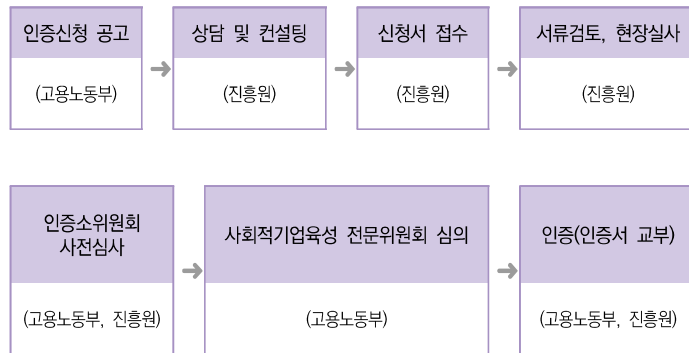 인증신청 공고
(고용노동부)
상담 및 컨설팅
(진흥원)
신청서 접수
(진흥원)
서류검토, 현장실사
(진흥원)
인증소위원회
사전심사
(고용노동부, 진흥원)
사회적기업육성 전문위원회 심의
(고용노동부)
인증(인증서 교부)
(고용노동부, 진흥원)